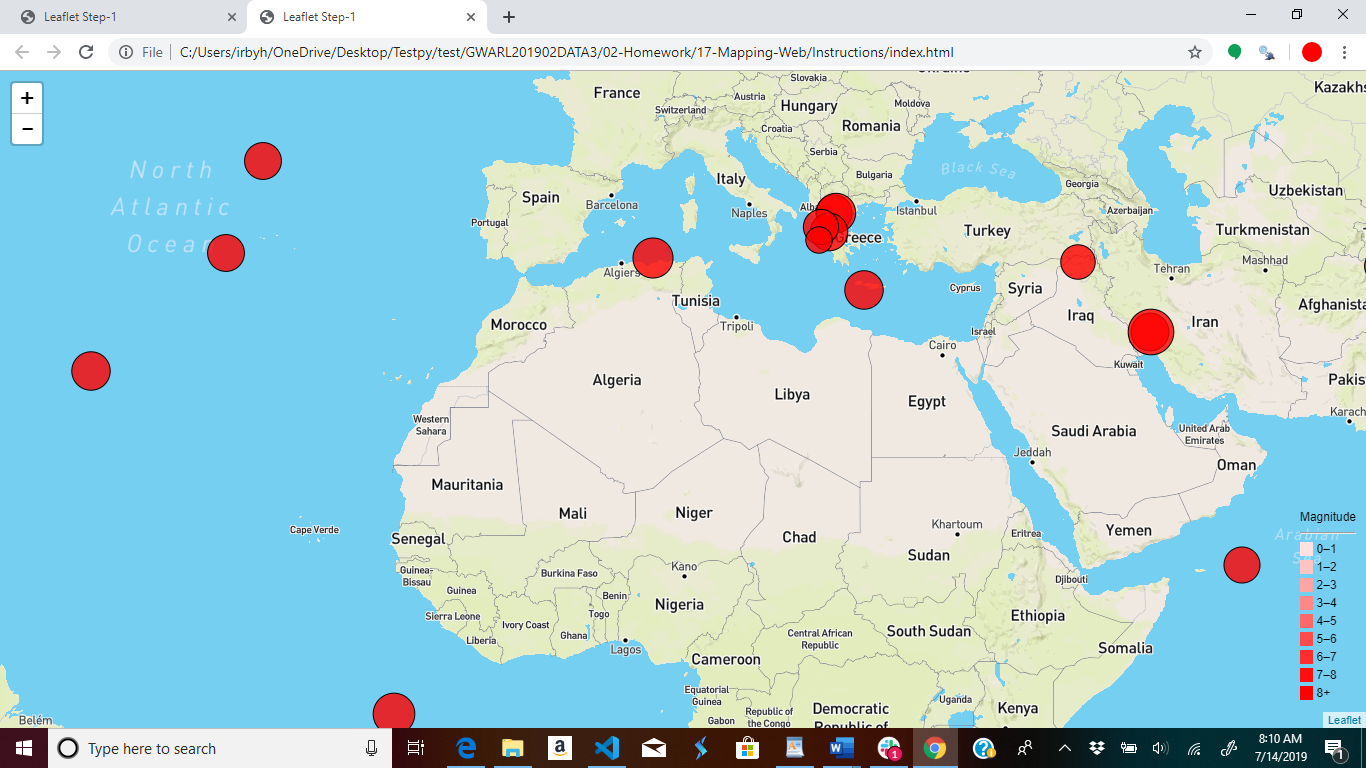 Leaflet Step-1
Leaflet Step-1
File
C:/Users/irbyh/OneDrive/Desktop/Testpy/test/GWARL201902DATA3/02-Homework/17-Mapping-Web/Instructions/index.html
+
−
North
Atlantic
Ocean
France
Switzerland
Austria
Slovakia
Hungary
Moldova
Romania
Croatia
Serbia
Bulgaria
Italy
Naples
Spain
Portugal
Barcelona
Black Sea
Georgia
Azerbaijan
Kazakhs
Uzbekistan
Turkmenistan
Istanbul
Turkey
Greece
Algiers
Tunisia
Tripoli
Cyprus
Syria
Israel
Iraq
Tehran
Mashhad
Iran
Afghanista
Kuwait
Morocco
Algeria
Libya
Cairo
Egypt
Pakis
Karach
Western
Sahara
Saudi Arabia
Jeddah
United Arab
Emirates
Oman
Mauritania
Mali
Niger
Chad
Khartoum
Sudan
Eritrea
Yemen
Cape Verde
Senegal
Guinea-
Bissau
Guinea
Sierra Leone
Liberia
Burkina Faso
Ivory Coast
Ghana
Togo
Benin
Kano
Nigeria
Lagos
Cameroon
Central African
Republic
South Sudan
Djibouti
Ethiopia
Somalia
Equatorial
Guinea
Gabon
Republic of
the Congo
Democratic
Republic of
Uganda
Kenya
Belém
Magnitude
0–1
1–2
2–3
3–4
4–5
5–6
6–7
7–8
8+
Leaflet
Type here to search
8:10 AM
7/14/2019